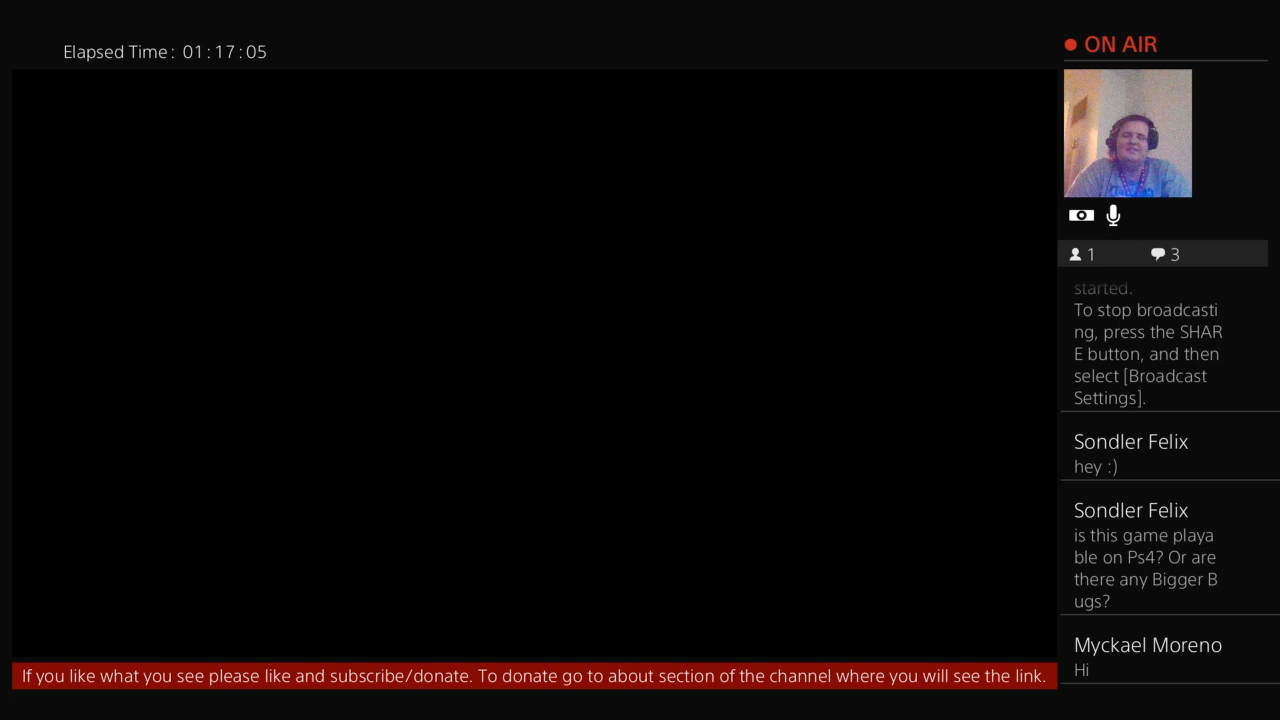 Elapsed Time: 01:17:05
ON AIR
1
3
started.
To stop broadcasti
ng, press the SHAR
E button, and then
select [Broadcast
Settings].
Sondler Felix
hey :)
Sondler Felix
is this game playa
ble on Ps4? Or are
there any Bigger B
ugs?
Myckael Moreno
Hi
If you like what you see please like and subscribe/donate. To donate go to about section of the channel where you will see the link.